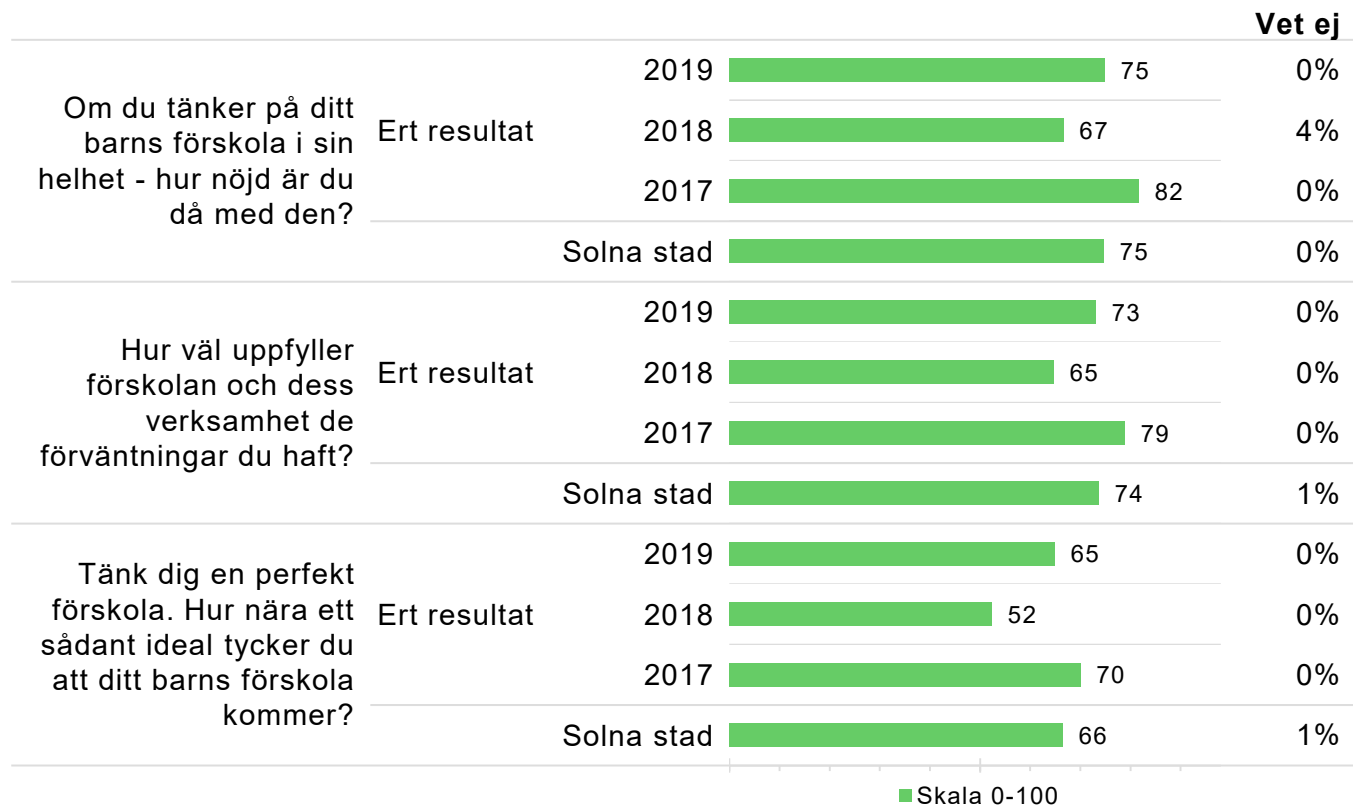 Vet ej
Om du tänker på ditt
barns förskola i sin
helhet - hur nöjd är du
då med den?
Ert resultat
2019 75 0%
2018 67 4%
2017 82 0%
Solna stad 75 0%
Hur väl uppfyller
förskolan och dess
verksamhet de
förväntningar du haft?
Ert resultat
2019 73 0%
2018 65 0%
2017 79 0%
Solna stad 74 1%
Tänk dig en perfekt
förskola. Hur nära ett
sådant ideal tycker du
att ditt barns förskola
kommer?
Ert resultat
2019 65 0%
2018 52 0%
2017 70 0%
Solna stad 66 1%
Skala 0-100